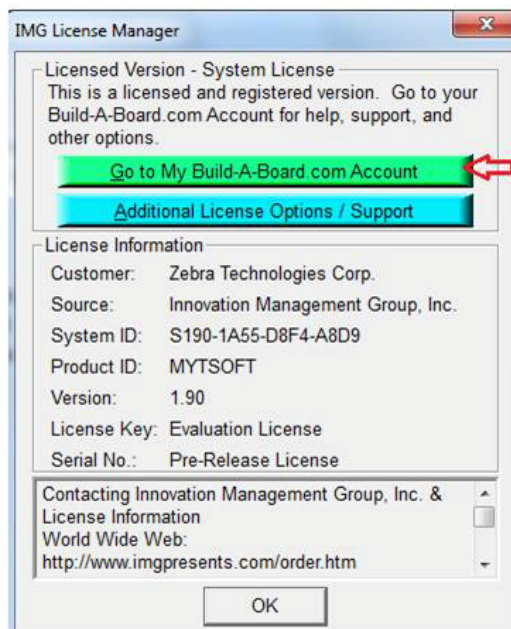 IMG License Manager
Licensed Version - System License
This is a licensed and registered version. Go to your
Build-A-Board.com Account for help, support, and
other options.
Go to My Build-A-Board.com Account
Additional License Options / Support
License Information
Customer: Zebra Technologies Corp.
Source: Innovation Management Group, Inc.
System ID: S190-1A55-D8F4-A8D9
Product ID: MYTSOFT
Version: 1.90
License Key: Evaluation License
Serial No.: Pre-Release License
Contacting Innovation Management Group, Inc. &
License Information
World Wide Web:
http://www.imgpresents.com/order.htm
OK